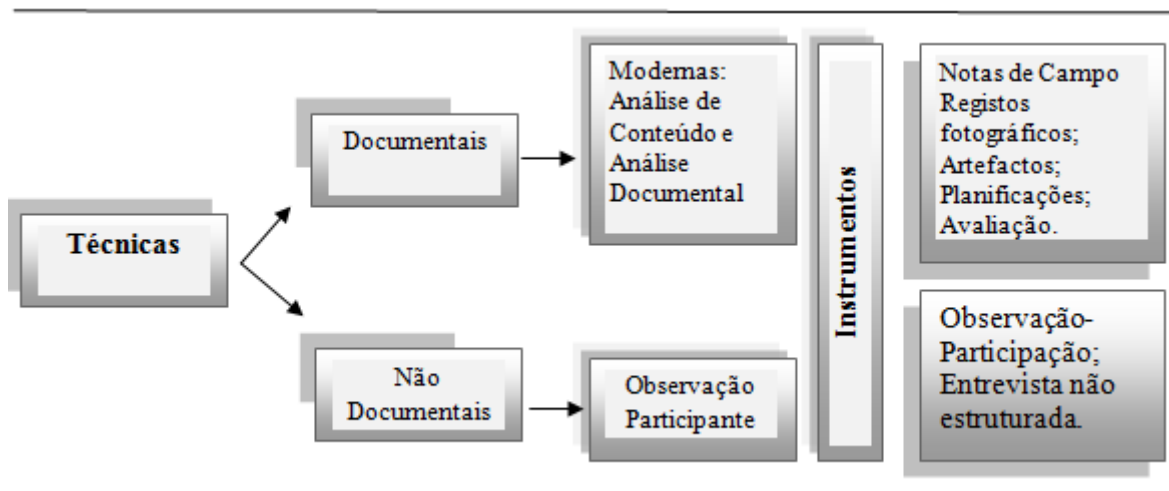 Técnicas
Documentais
Não
Documentais
Modernas:
Análise de
Conteúdo e
Análise
Documental
Observação
Participante
Instrumentos
Notas de Campo
Registos
fotográficos;
Artefactos;
Planificações;
Avaliação.
Observação-
Participação;
Entrevista não
estruturada.